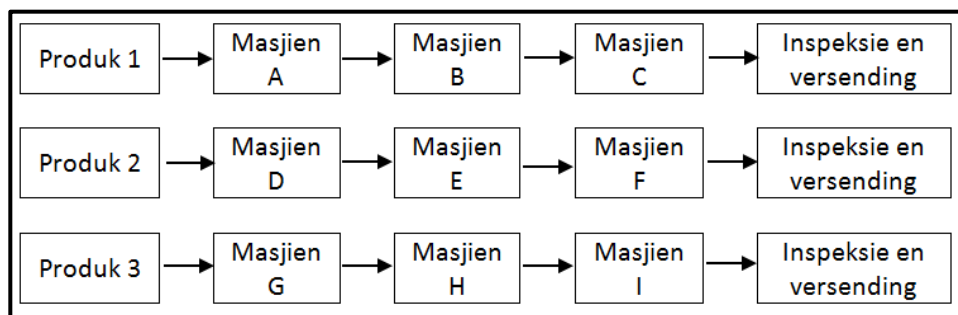 Produk 1
Masjien
A
Masjien
B
Masjien
C
Inspeksie en
versending
Produk 2
Masjien
D
Masjien
E
Masjien
F
Inspeksie en
versending
Produk 3
Masjien
G
Masjien
H
Masjien
I
Inspeksie en
versending